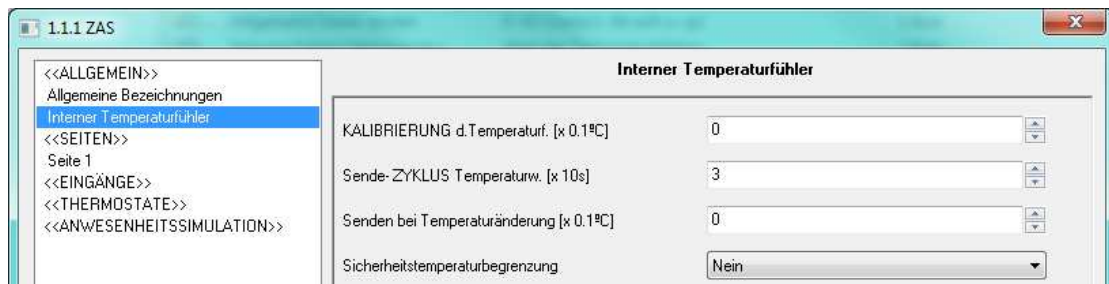 1.1.1 ZAS
<<ALLGEMEIN>>
Allgemeine Bezeichnungen
Interner Temperaturfühler
<<SEITEN>>
Seite 1
<<EINGÄNGE>>
<<THERMOSTATE>>
<<ANWESENHEITSSIMULATION>>
Interner Temperaturfühler
KALIBRIERUNG d.Temperaturf. [x 0.1ºC]
0
Sende-ZYKLUS Temperaturw. [x 10s]
3
Senden bei Temperaturänderung [x 0.1ºC]
0
Sicherheitstemperaturbegrenzung
Nein